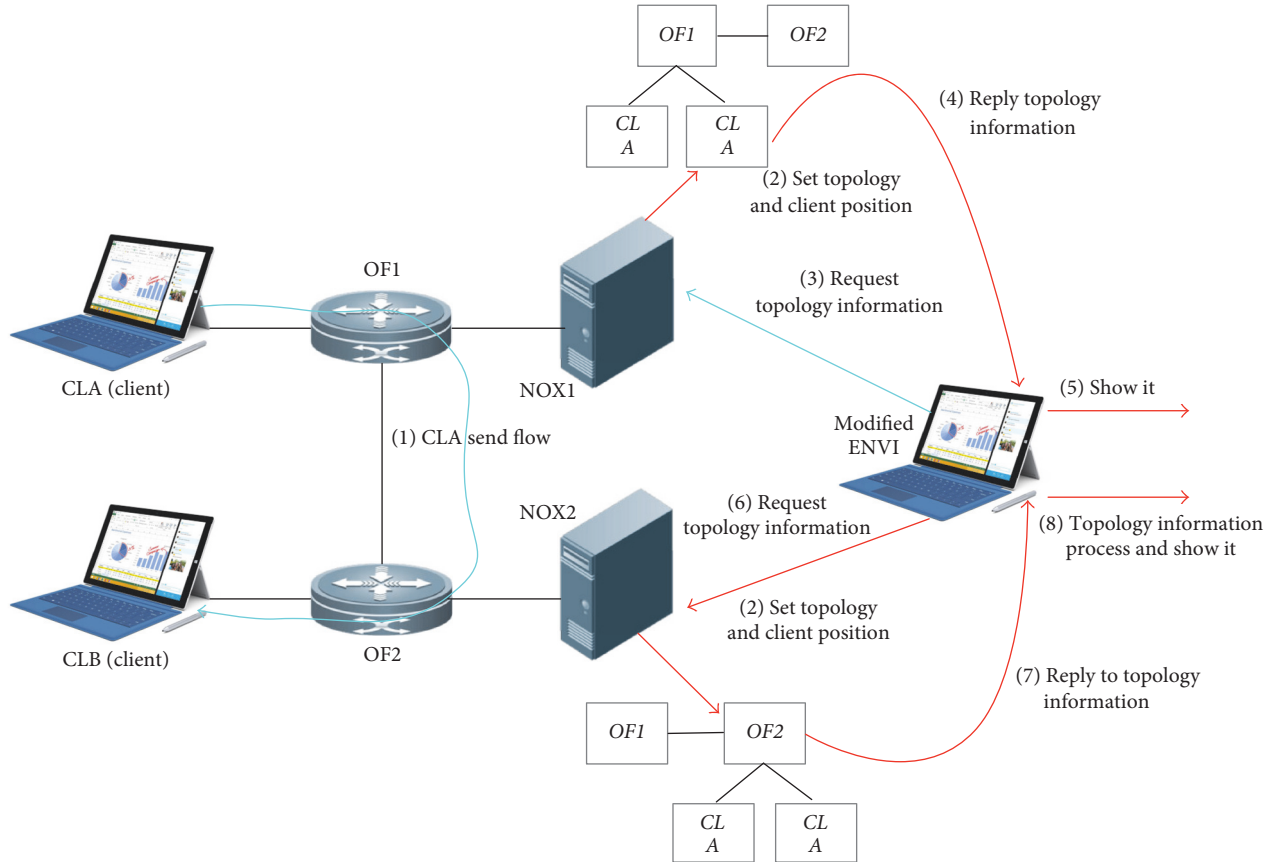 OF1
OF2
CL
A
CL
A
(4) Reply topology
information
(2) Set topology
and client position
OF1
(3) Request
topology information
CLA (client)
NOX1
(5) Show it
Modified
ENVI
(1) CLA send flow
NOX2
(6) Request
topology information
(8) Topology information
process and show it
(2) Set topology
and client position
CLB (client)
OF2
(7) Reply to topology
information
OF1
OF2
CL
A
CL
A